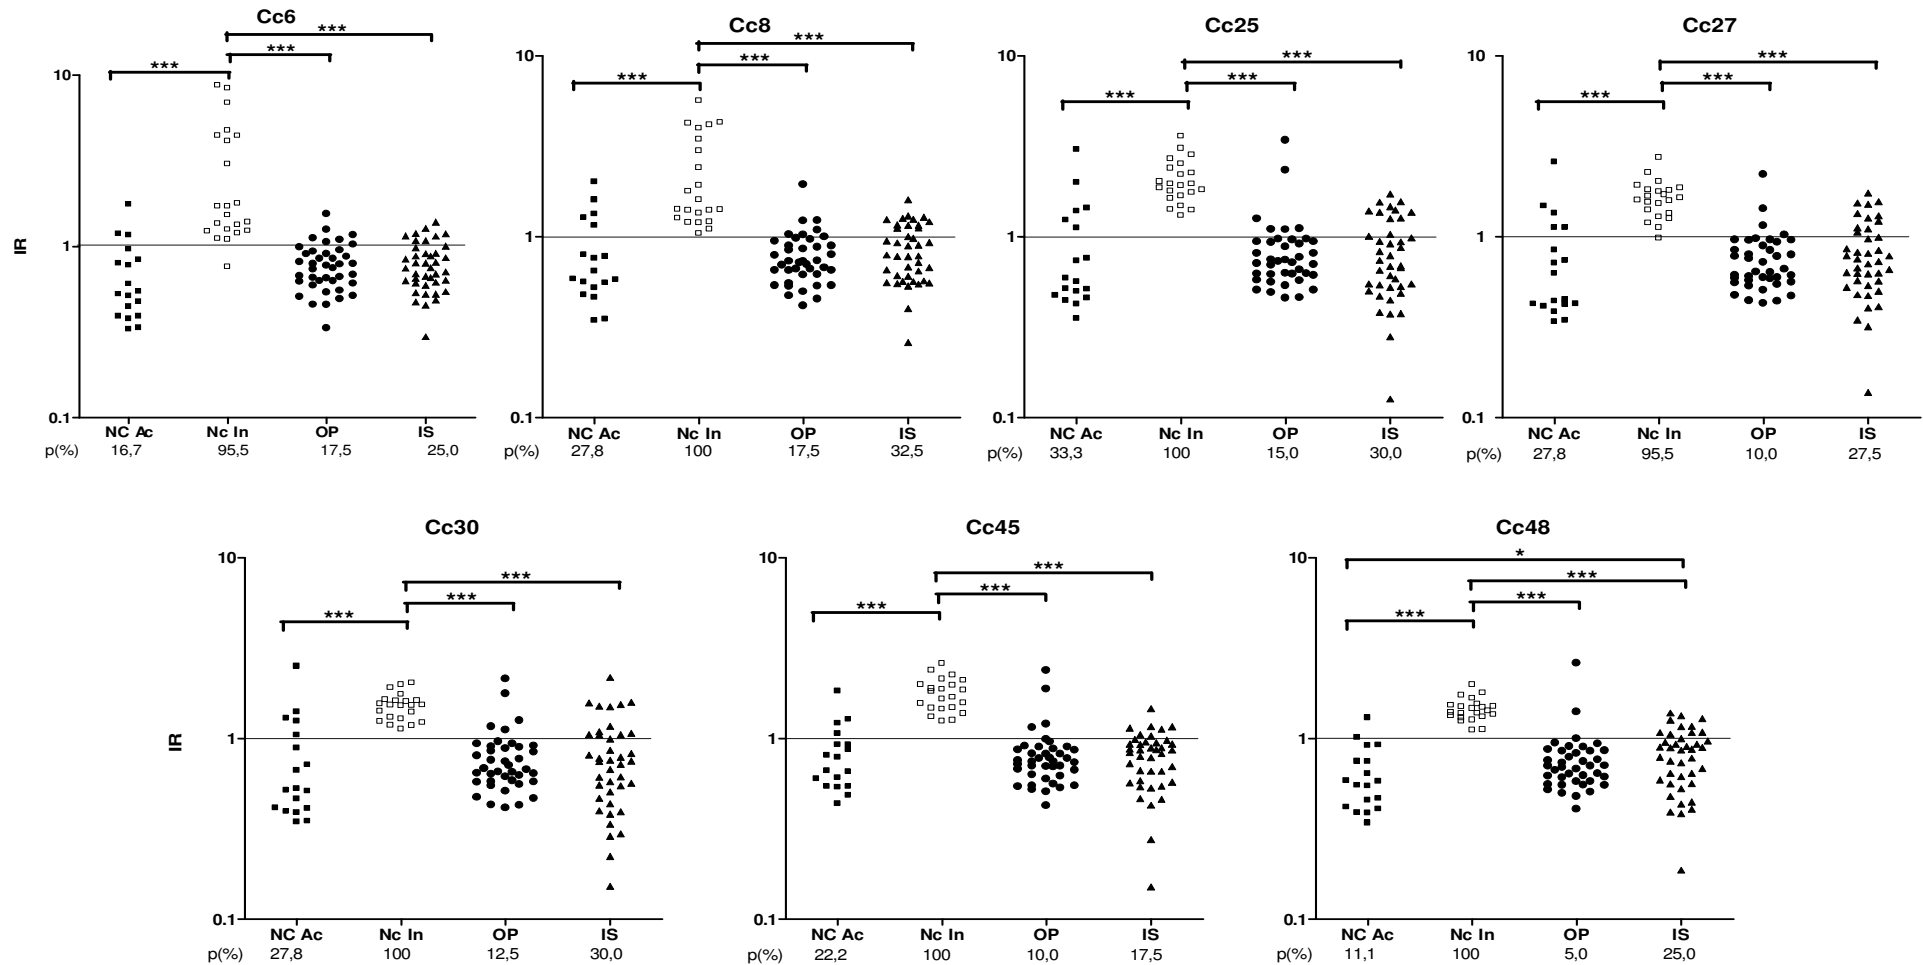 Cc6
Cc8
Cc25
Cc27
*** *** ***
*** *** ***
*** *** ***
*** *** ***
10 10 10 10
IR
1 1 1 1
0.1 0.1 0.1 0.1
NC Ac Nc In OP IS NC Ac Nc In OP IS NC Ac Nc In OP IS NC Ac Nc In OP IS
p(%) 16,7 95,5 17,5 25,0 p(%) 27,8 100 17,5 32,5 p(%) 33,3 100 15,0 30,0 p(%) 27,8 95,5 10,0 27,5
Cc30 Cc45 Cc48
*** *** ***
*** *** ***
* *** *** ***
10 10 10
IR
1 1 1
0.1 0.1 0.1
NC Ac Nc In OP IS NC Ac Nc In OP IS NC Ac Nc In OP IS
p(%) 27,8 100 12,5 30,0 p(%) 22,2 100 10,0 17,5 p(%) 11,1 100 5,0 25,0